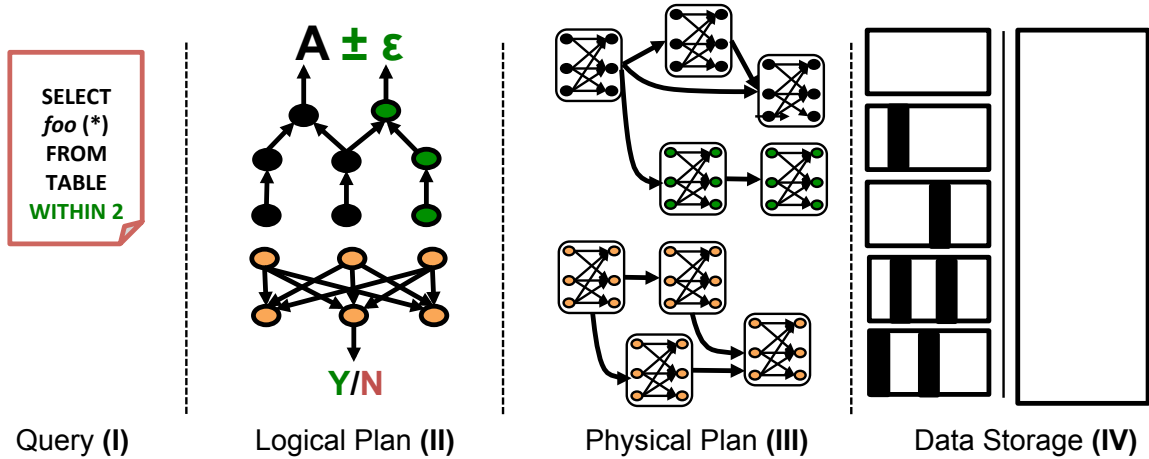 SELECT
foo (*)
FROM
TABLE
WITHIN 2
A ± ε
Y/N
Query (I)
Logical Plan (II)
Physical Plan (III)
Data Storage (IV)